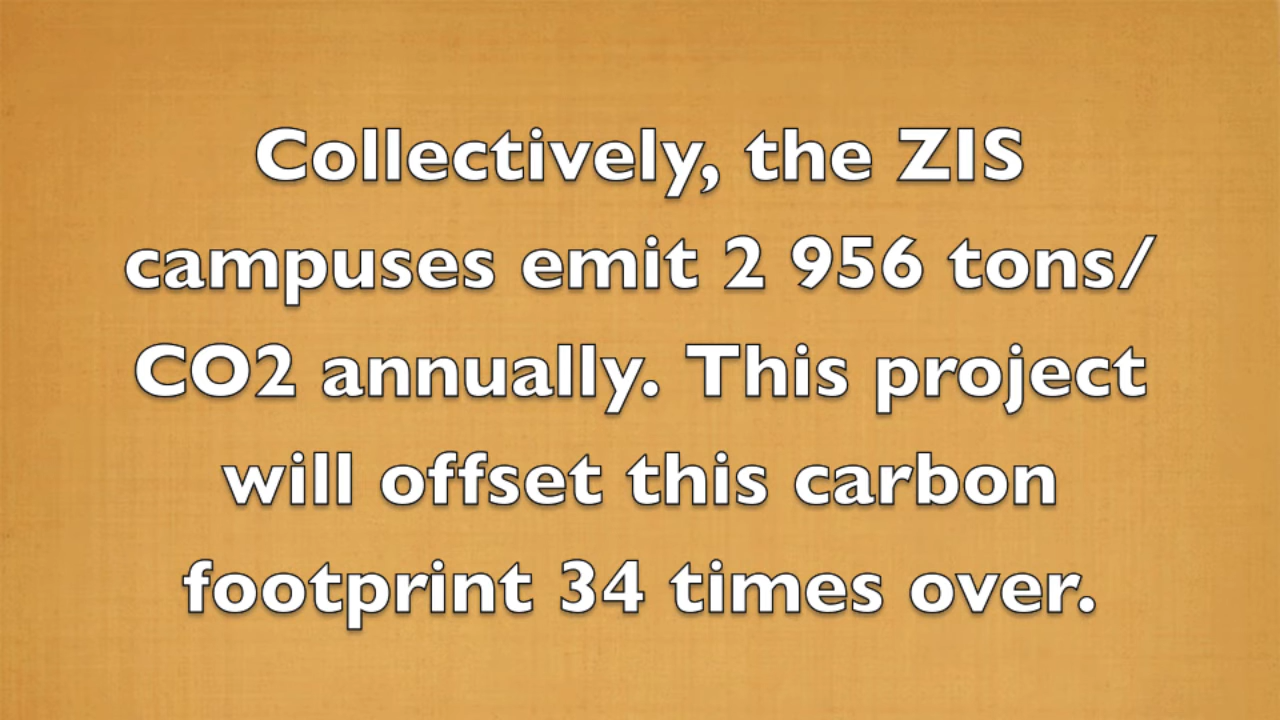 Collectively, the ZIS
campuses emit 2 956 tons/
CO2 annually. This project
will offset this carbon
footprint 34 times over.